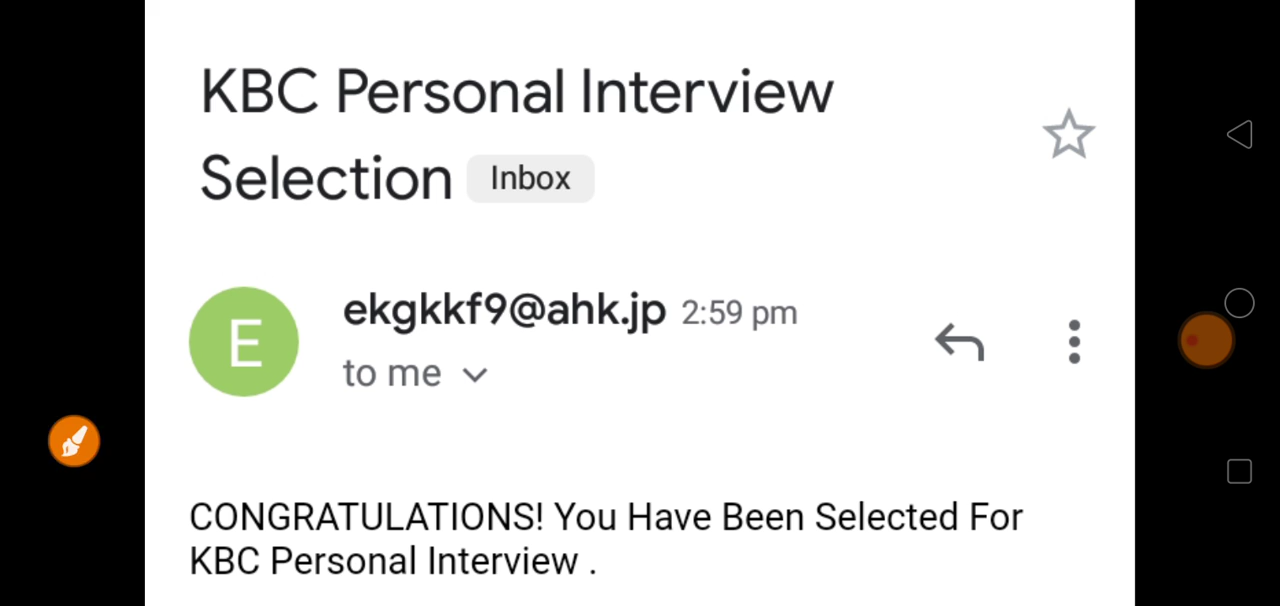 KBC Personal Interview
Selection Inbox
E
ekgkkf9@ahk.jp 2:59 pm
to me
CONGRATULATIONS! You Have Been Selected For
KBC Personal Interview .